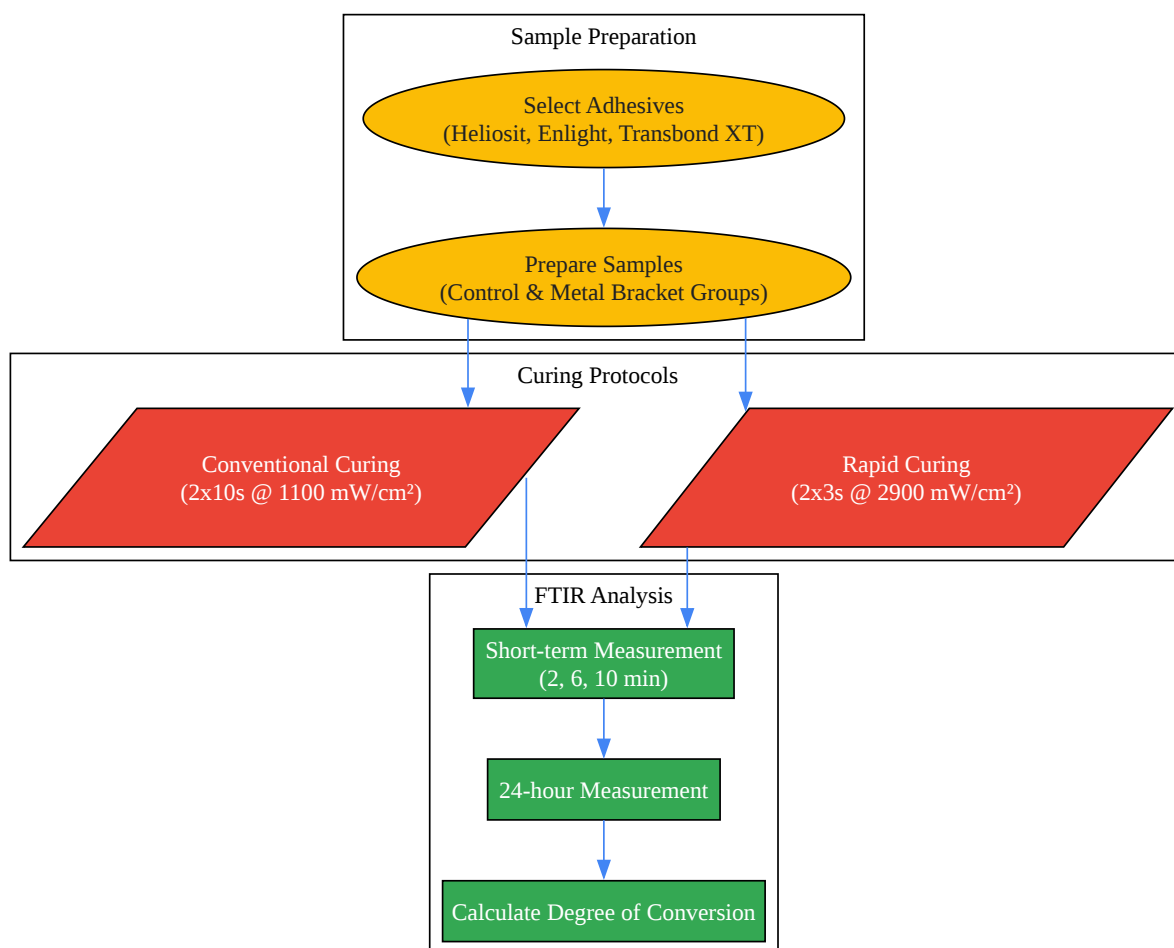 Sample Preparation
Select Adhesives
(Heliosit, Enlight, Transbond XT)
Prepare Samples
(Control & Metal Bracket Groups)
Curing Protocols
Conventional Curing
(2x10s @ 1100 mW/cm²)
Rapid Curing
(2x3s @ 2900 mW/cm²)
FTIR Analysis
Short-term Measurement
(2, 6, 10 min)
24-hour Measurement
Calculate Degree of Conversion